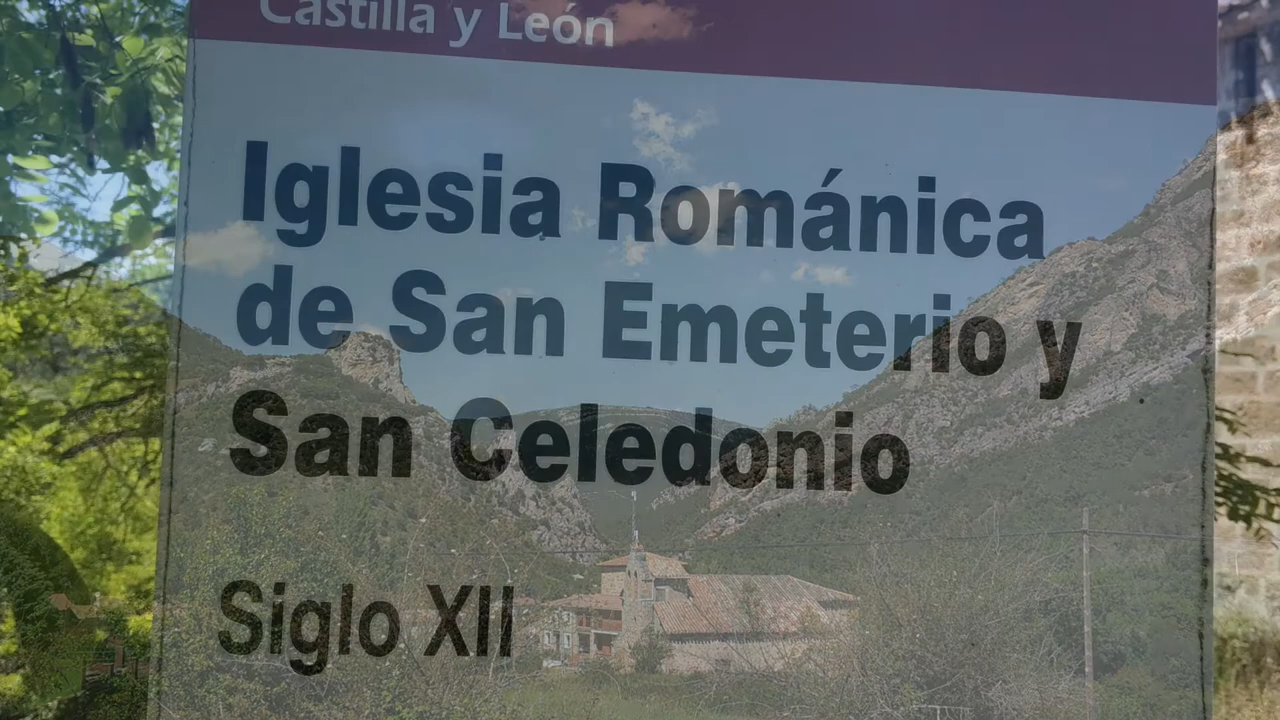 Castilla y León
Iglesia Románica
de San Emeterio y
San Celedonio
Siglo XII